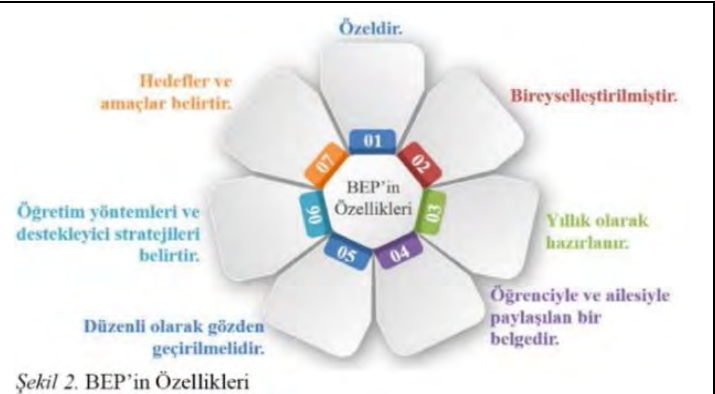 Özeldir.
01
Bireyselleştirilmiştir.
02
Yıllık olarak
hazırlanır.
03
Öğrenciyle ve ailesiyle
paylaşılan bir
belgedir.
04
Düzenli olarak gözden
geçirilmelidir.
05
Öğretim yöntemleri ve
destekleyici stratejileri
belirtir.
06
Hedefler ve
amaçlar belirtir.
07
BEP'in
Özellikleri
Şekil 2. BEP'in Özellikleri